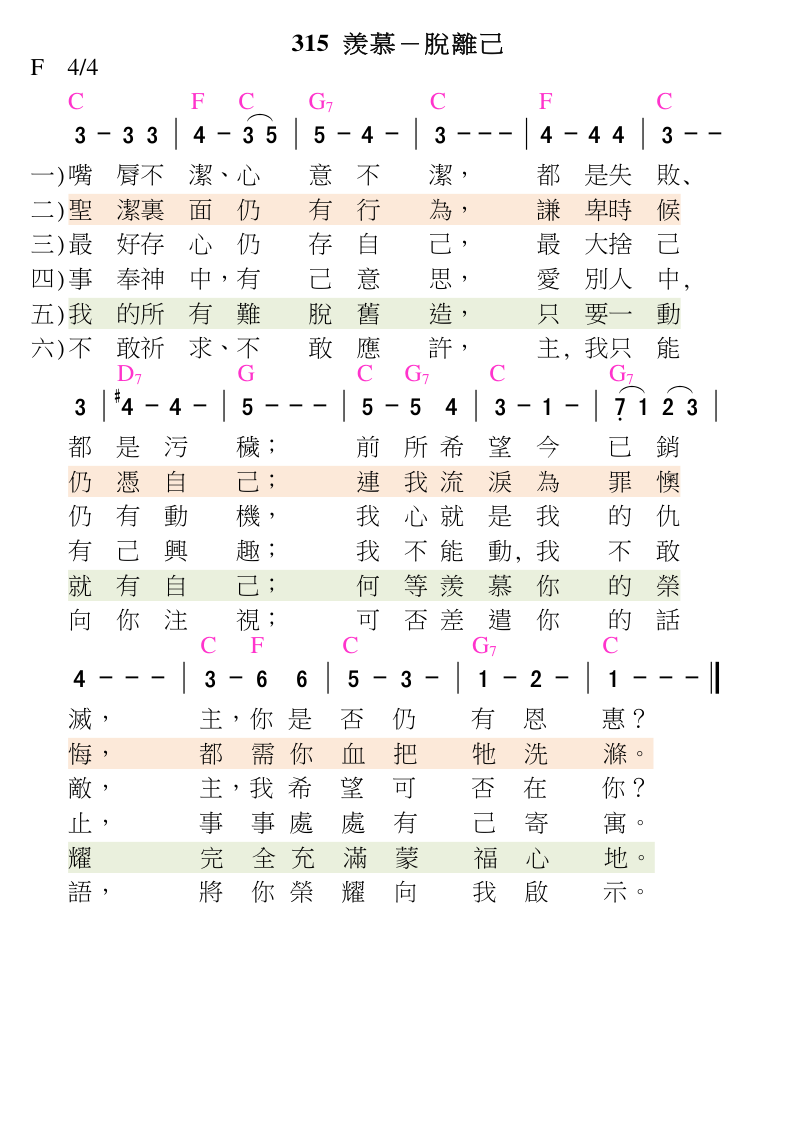 315 羨慕－脫離己
F 4/4
C F C G7 C F C
3 - 3 3 | 4 - 3 5 | 5 - 4 - | 3 - - - | 4 - 4 4 | 3 - -
一)嘴 脣不 潔、心 意 不 潔， 都 是失 敗、
二)聖 潔裏 面 仍 有 行 為， 謙 卑時 候
三)最 好存 心 仍 存 自 己， 最 大捨 己
四)事 奉神 中，有 己 意 思， 愛 別人 中，
五)我 的所 有 難 脫 舊 造， 只 要一 動
六)不 敢祈 求、不 敢 應 許， 主，我只 能
D7 G C G7 C G7
3 | #4 - 4 - | 5 - - - | 5 - 5 4 | 3 - 1 - | 7̣ 1 2 3 |
都 是 污 穢； 前 所 希 望 今 已 銷
仍 憑 自 己； 連 我 流 淚 為 罪 懊
仍 有 動 機， 我 心 就 是 我 的 仇
有 己 興 趣； 我 不 能 動，我 不 敢
就 有 自 己； 何 等 羨 慕 你 的 榮
向 你 注 視； 可 否 差 遣 你 的 話
C F C G7 C
4 - - - | 3 - 6 6 | 5 - 3 - | 1 - 2 - | 1 - - - ‖
滅， 主，你 是 否 仍 有 恩 惠？
悔， 都 需 你 血 把 牠 洗 滌。
敵， 主，我 希 望 可 否 在 你？
止， 事 事 處 處 有 己 寄 寓。
耀 完 全 充 滿 蒙 福 心 地。
語， 將 你 榮 耀 向 我 啟 示。